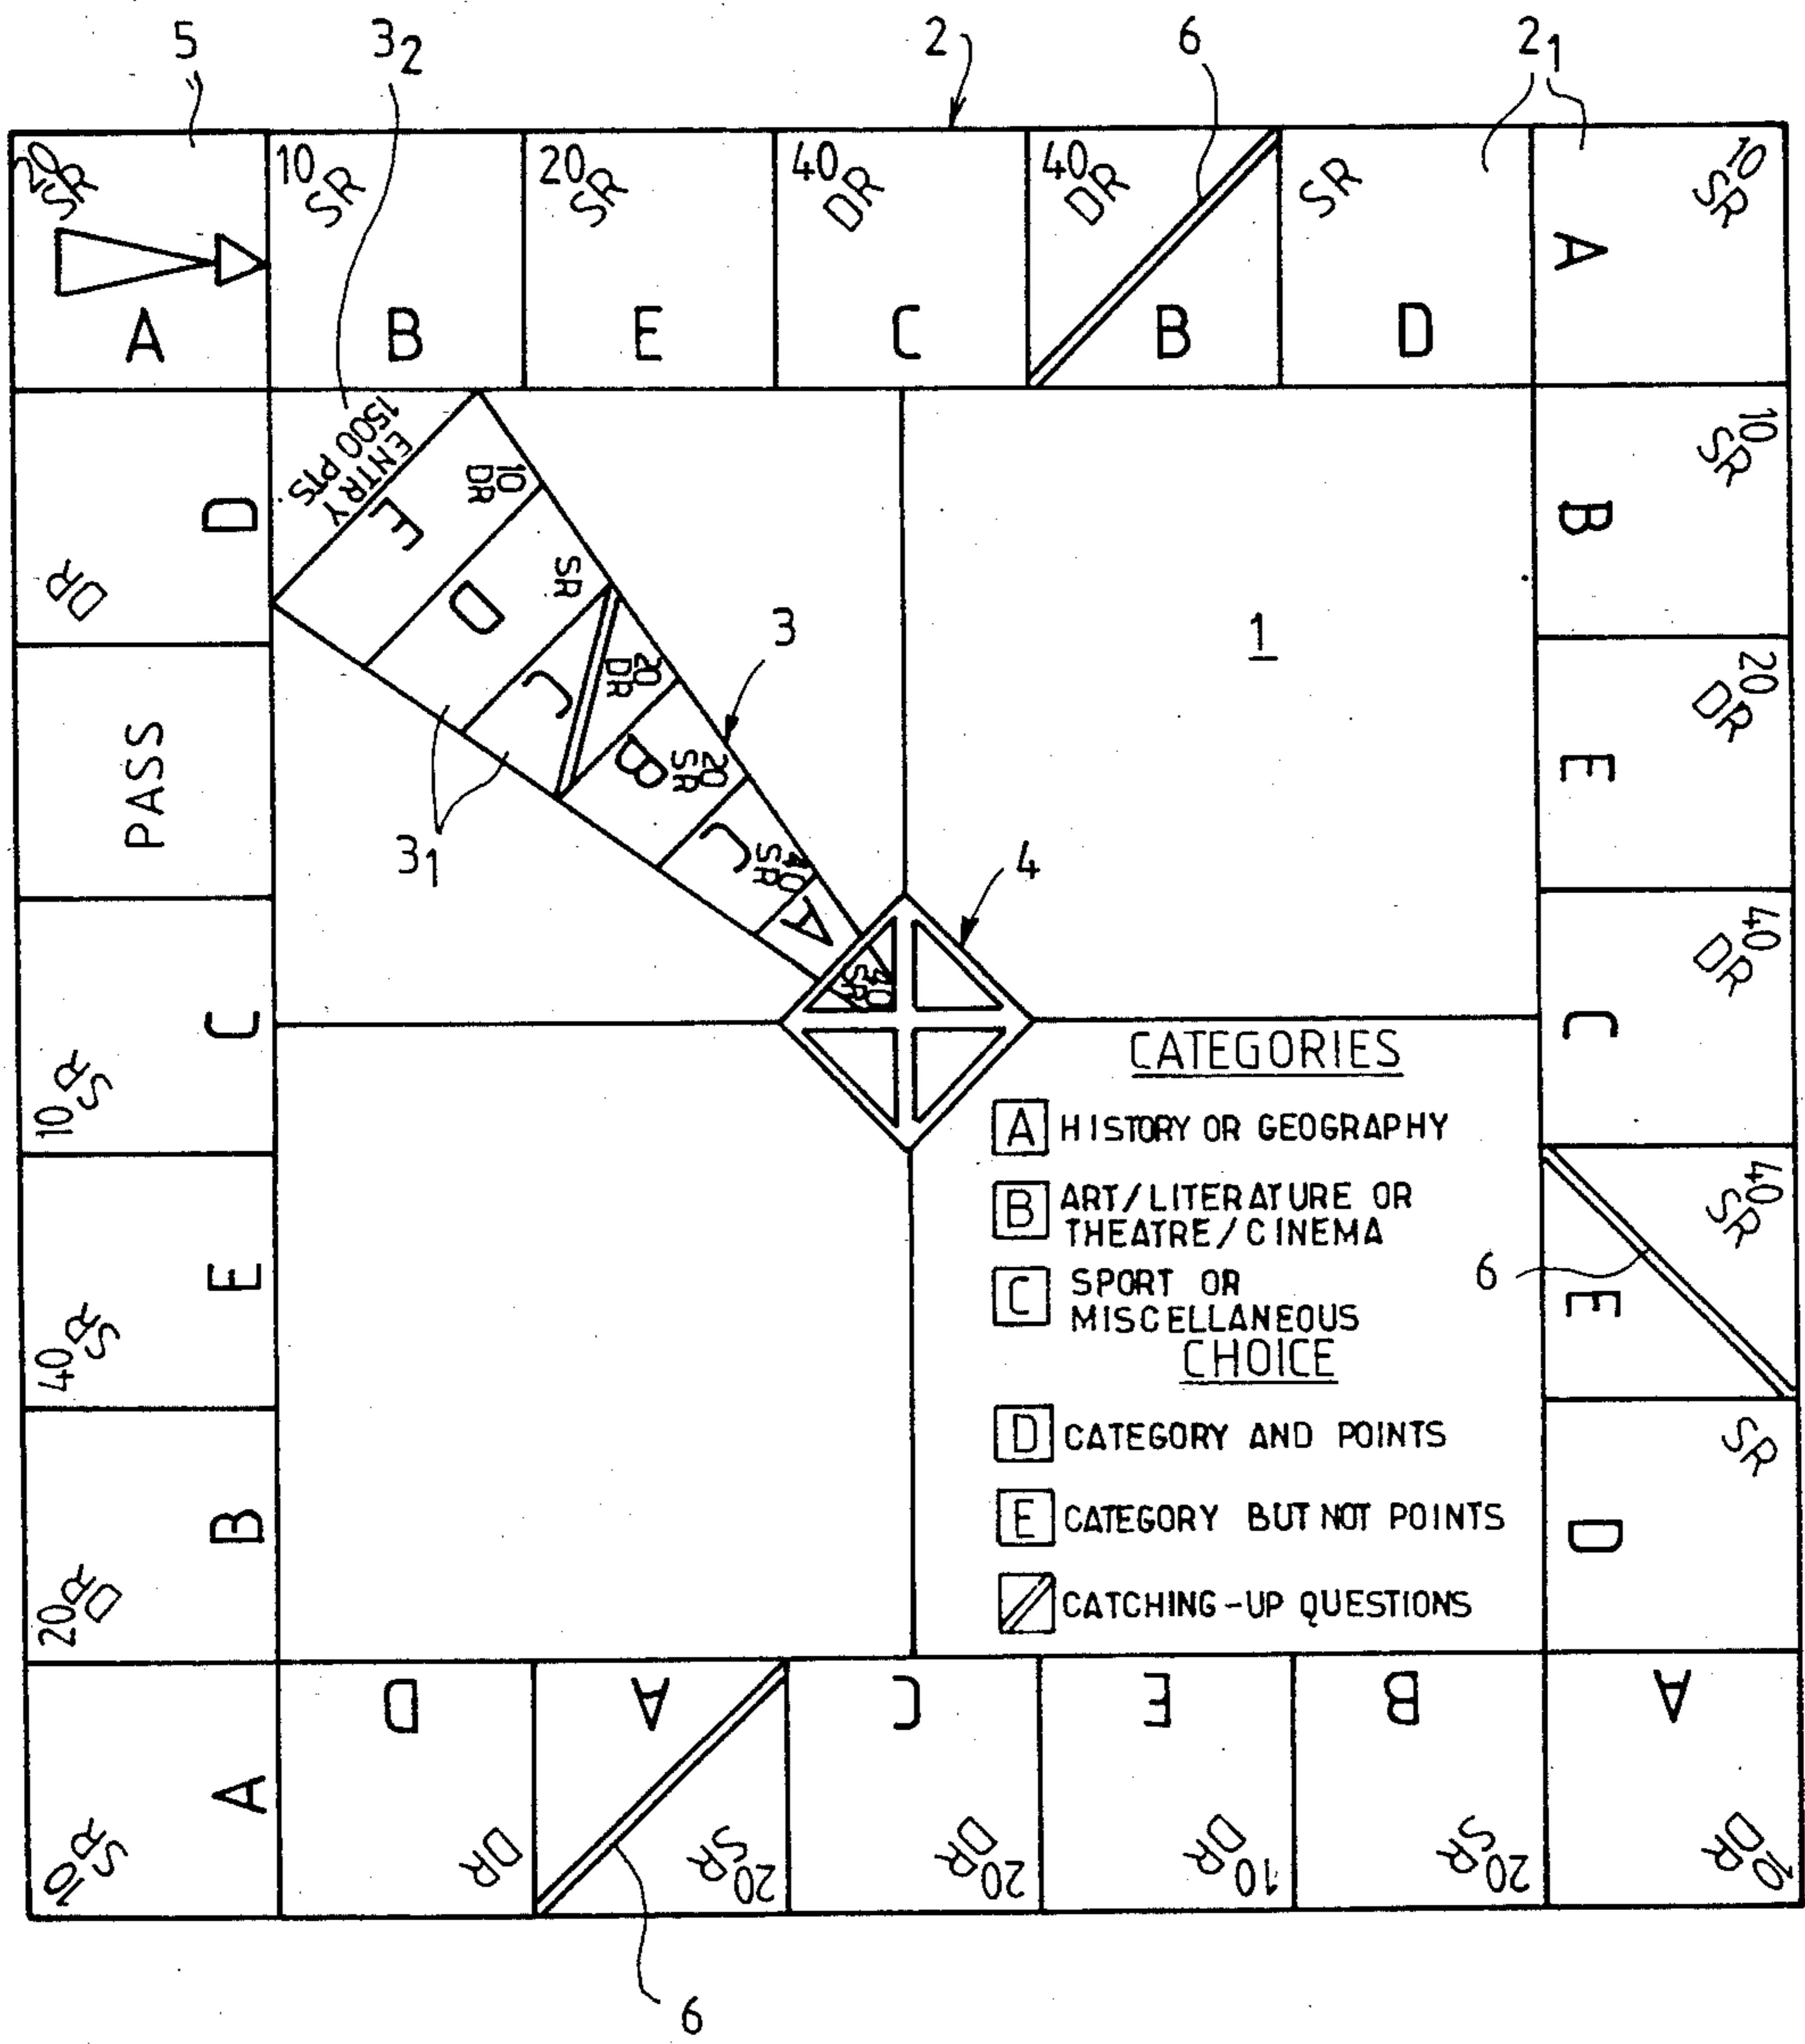 5
3₂
2
6
2₁
20
SR
A
10
SR
B
20
SR
E
40
DR
C
40
DR
B
SR
D
10
SR
A
10
SR
B
20
DR
E
40
DR
C
40
SR
E
6
SR
D
10
DR
A
20
SR
B
10
DR
E
20
DR
C
20
SR
A
6
DR
D
10
SR
A
20
DR
B
40
SR
E
10
SR
C
PASS
DR
D
ENTRY
1500 PTS
10
DR
E
SR
D
20
DR
C
20
SR
B
40
SR
C
A
40
SR
3
3₁
4
1
CATEGORIES
A HISTORY OR GEOGRAPHY
B ART/LITERATURE OR
THEATRE/CINEMA
C SPORT OR
MISCELLANEOUS
CHOICE
D CATEGORY AND POINTS
E CATEGORY BUT NOT POINTS
CATCHING-UP QUESTIONS